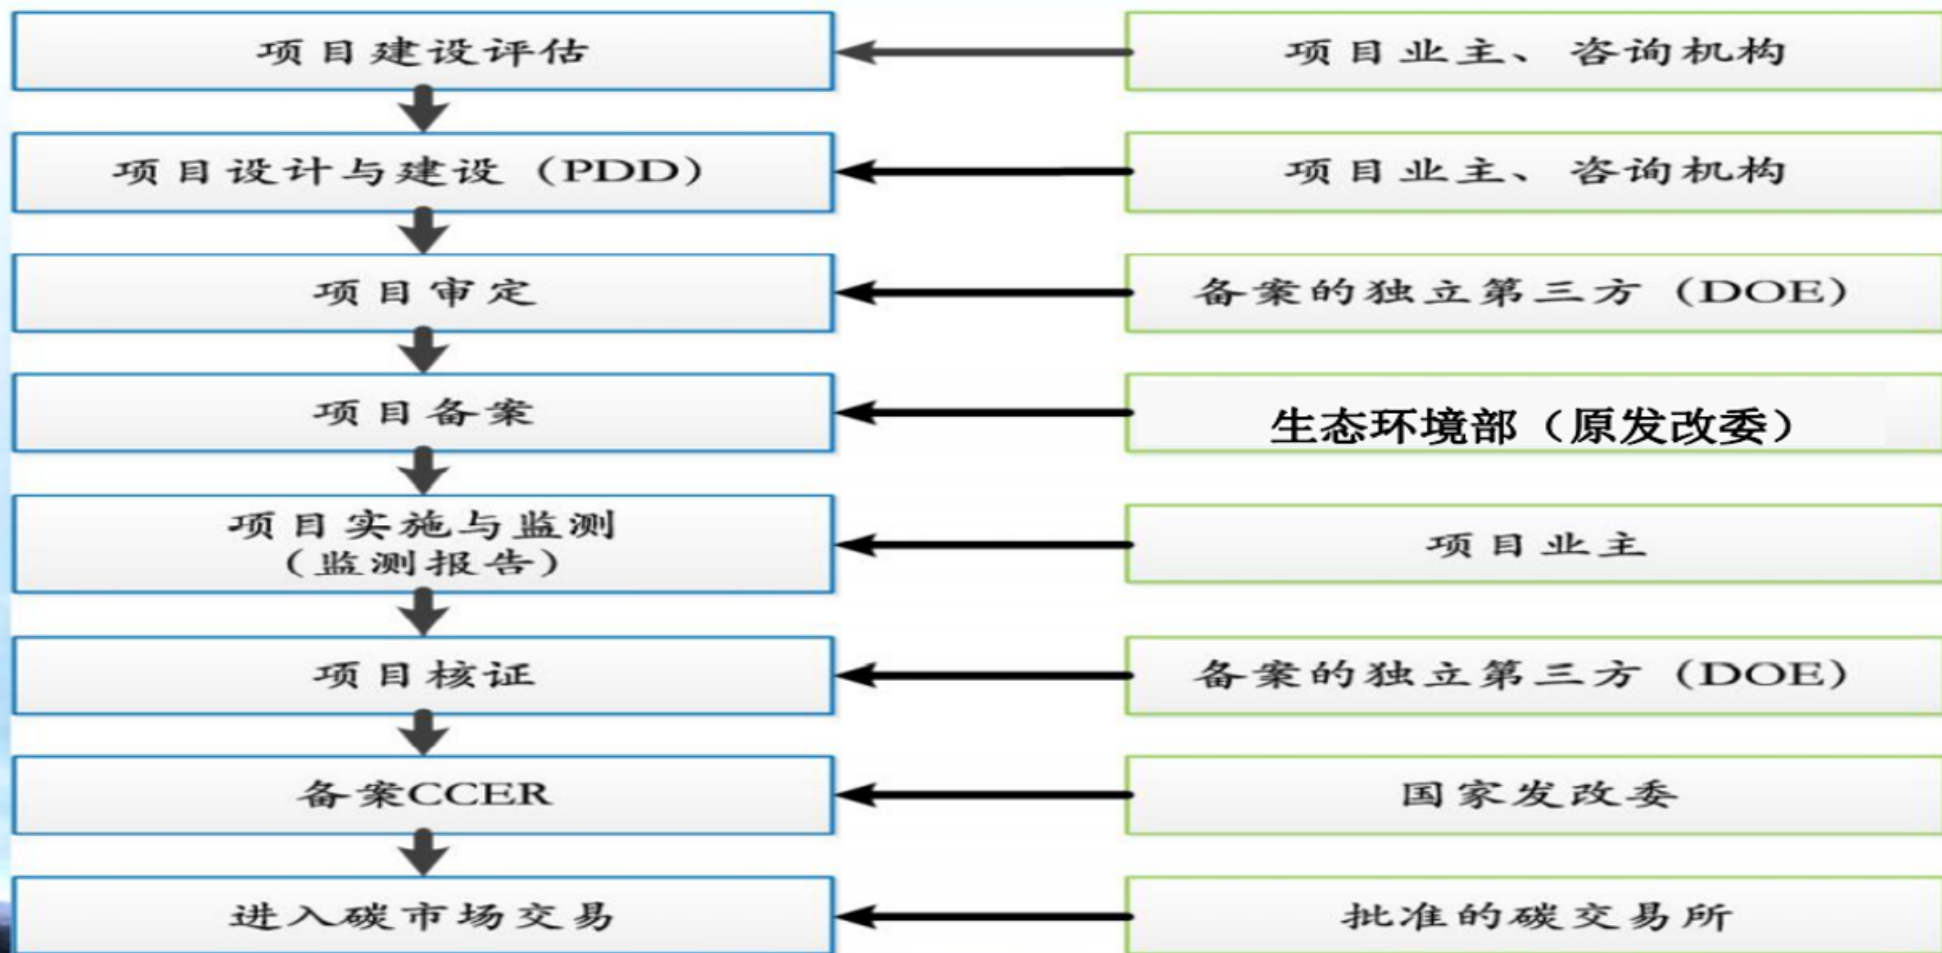 项目建设评估
项目业主、咨询机构
项目设计与建设（PDD）
项目业主、咨询机构
项目审定
备案的独立第三方（DOE）
项目备案
生态环境部（原发改委）
项目实施与监测
（监测报告）
项目业主
项目核证
备案的独立第三方（DOE）
备案CCER
国家发改委
进入碳市场交易
批准的碳交易所